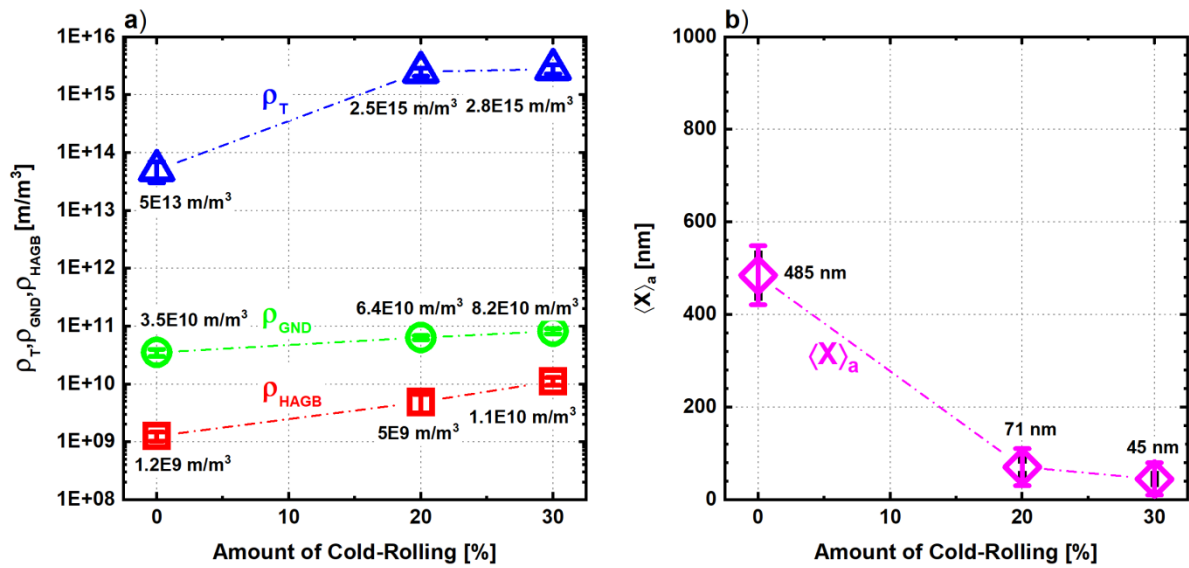 a)
1E+16
1E+15
1E+14
1E+13
1E+12
1E+11
1E+10
1E+09
1E+08
ρT,ρGND,ρHAGB [m/m³]
ρT
2.5E15 m/m³
2.8E15 m/m³
5E13 m/m³
3.5E10 m/m³
ρGND
6.4E10 m/m³
8.2E10 m/m³
ρHAGB
1.2E9 m/m³
5E9 m/m³
1.1E10 m/m³
0 10 20 30
Amount of Cold-Rolling [%]
b)
1000
800
600
400
200
0
⟨X⟩a [nm]
485 nm
⟨X⟩a
71 nm
45 nm
0 10 20 30
Amount of Cold-Rolling [%]